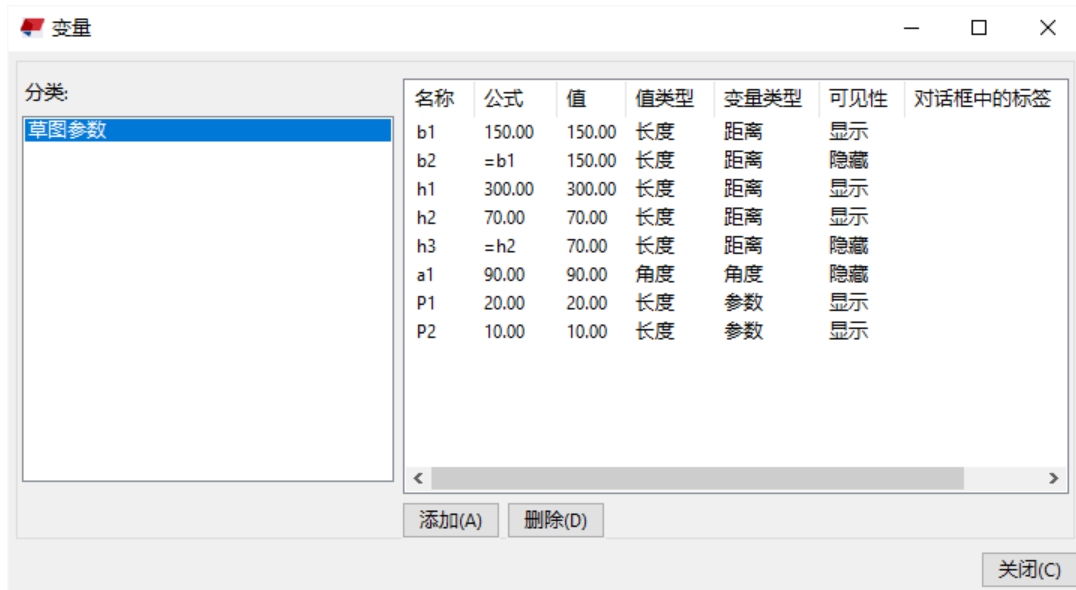 变量
分类:
草图参数
名称 公式 值 值类型 变量类型 可见性 对话框中的标签
b1 150.00 150.00 长度 距离 显示
b2 =b1 150.00 长度 距离 隐藏
h1 300.00 300.00 长度 距离 显示
h2 70.00 70.00 长度 距离 显示
h3 =h2 70.00 长度 距离 隐藏
a1 90.00 90.00 角度 角度 隐藏
P1 20.00 20.00 长度 参数 显示
P2 10.00 10.00 长度 参数 显示
添加(A) 删除(D)
关闭(C)